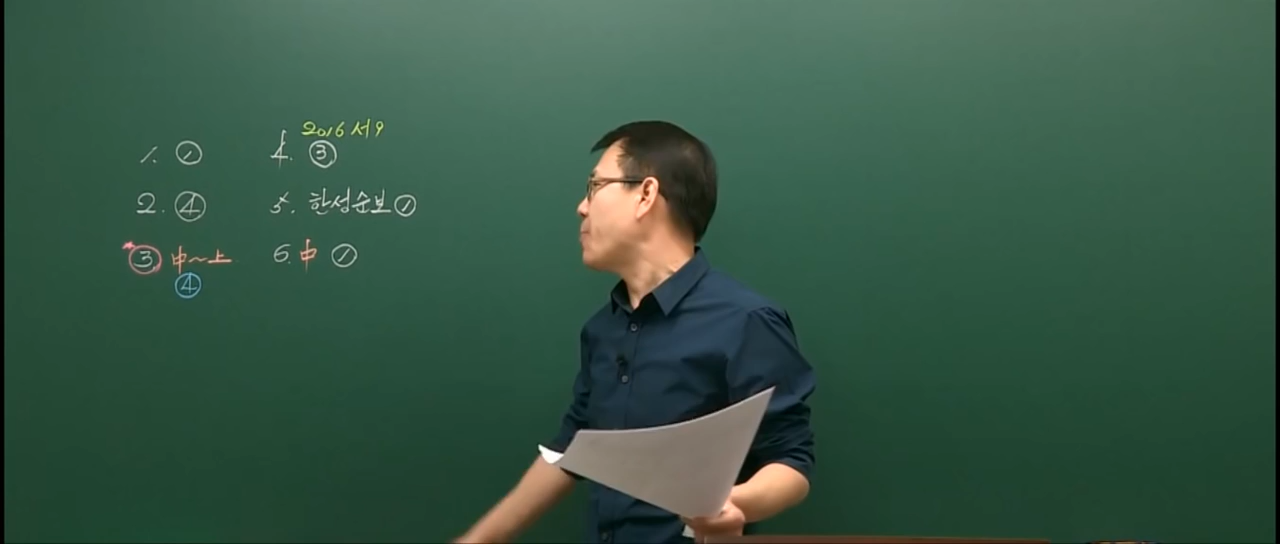 1. ①
2. ④
③ 中~上
④
2016 서9
4. ③
5. 한성순보 ①
6. 中 ①